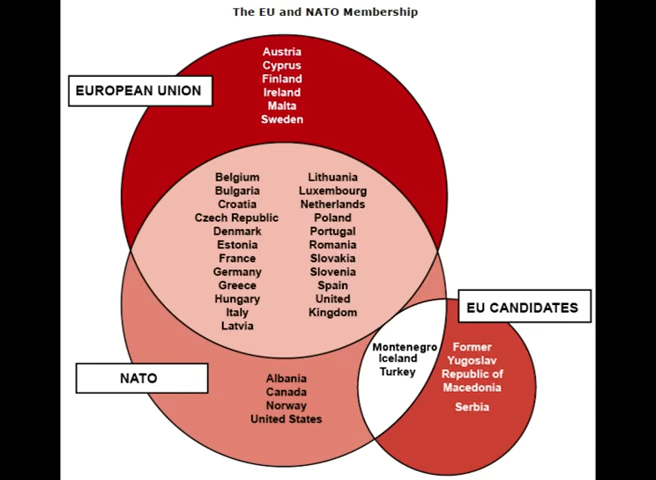 The EU and NATO Membership
EUROPEAN UNION
Austria
Cyprus
Finland
Ireland
Malta
Sweden
Belgium
Bulgaria
Croatia
Czech Republic
Denmark
Estonia
France
Germany
Greece
Hungary
Italy
Latvia
Lithuania
Luxembourg
Netherlands
Poland
Portugal
Romania
Slovakia
Slovenia
Spain
United
Kingdom
EU CANDIDATES
Montenegro
Iceland
Turkey
Former
Yugoslav
Republic of
Macedonia
Serbia
NATO
Albania
Canada
Norway
United States